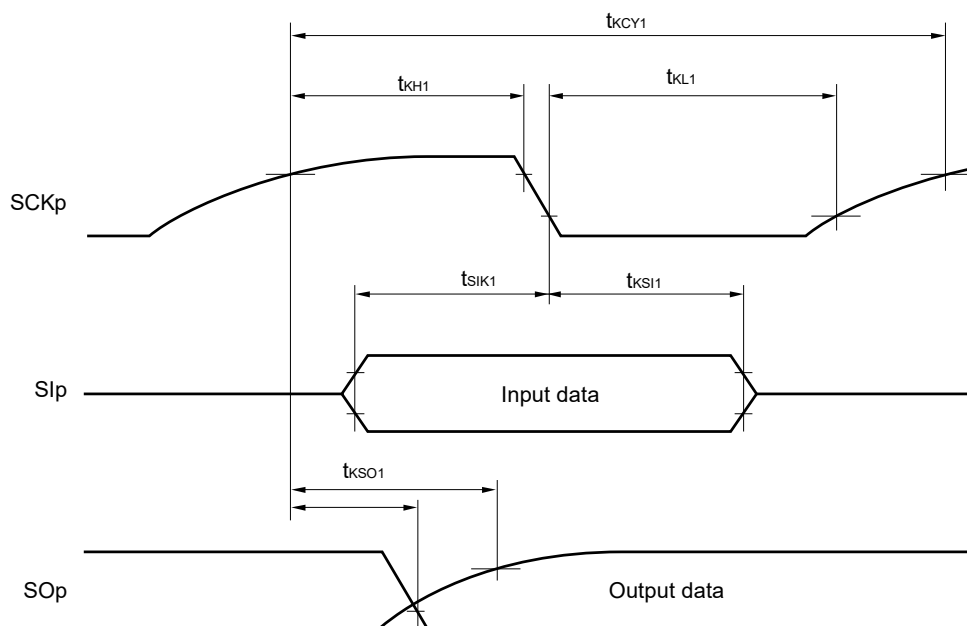 tKCY1
tKH1
tKL1
SCKp
tSIK1
tKSI1
SIp
Input data
tKSO1
SOp
Output data